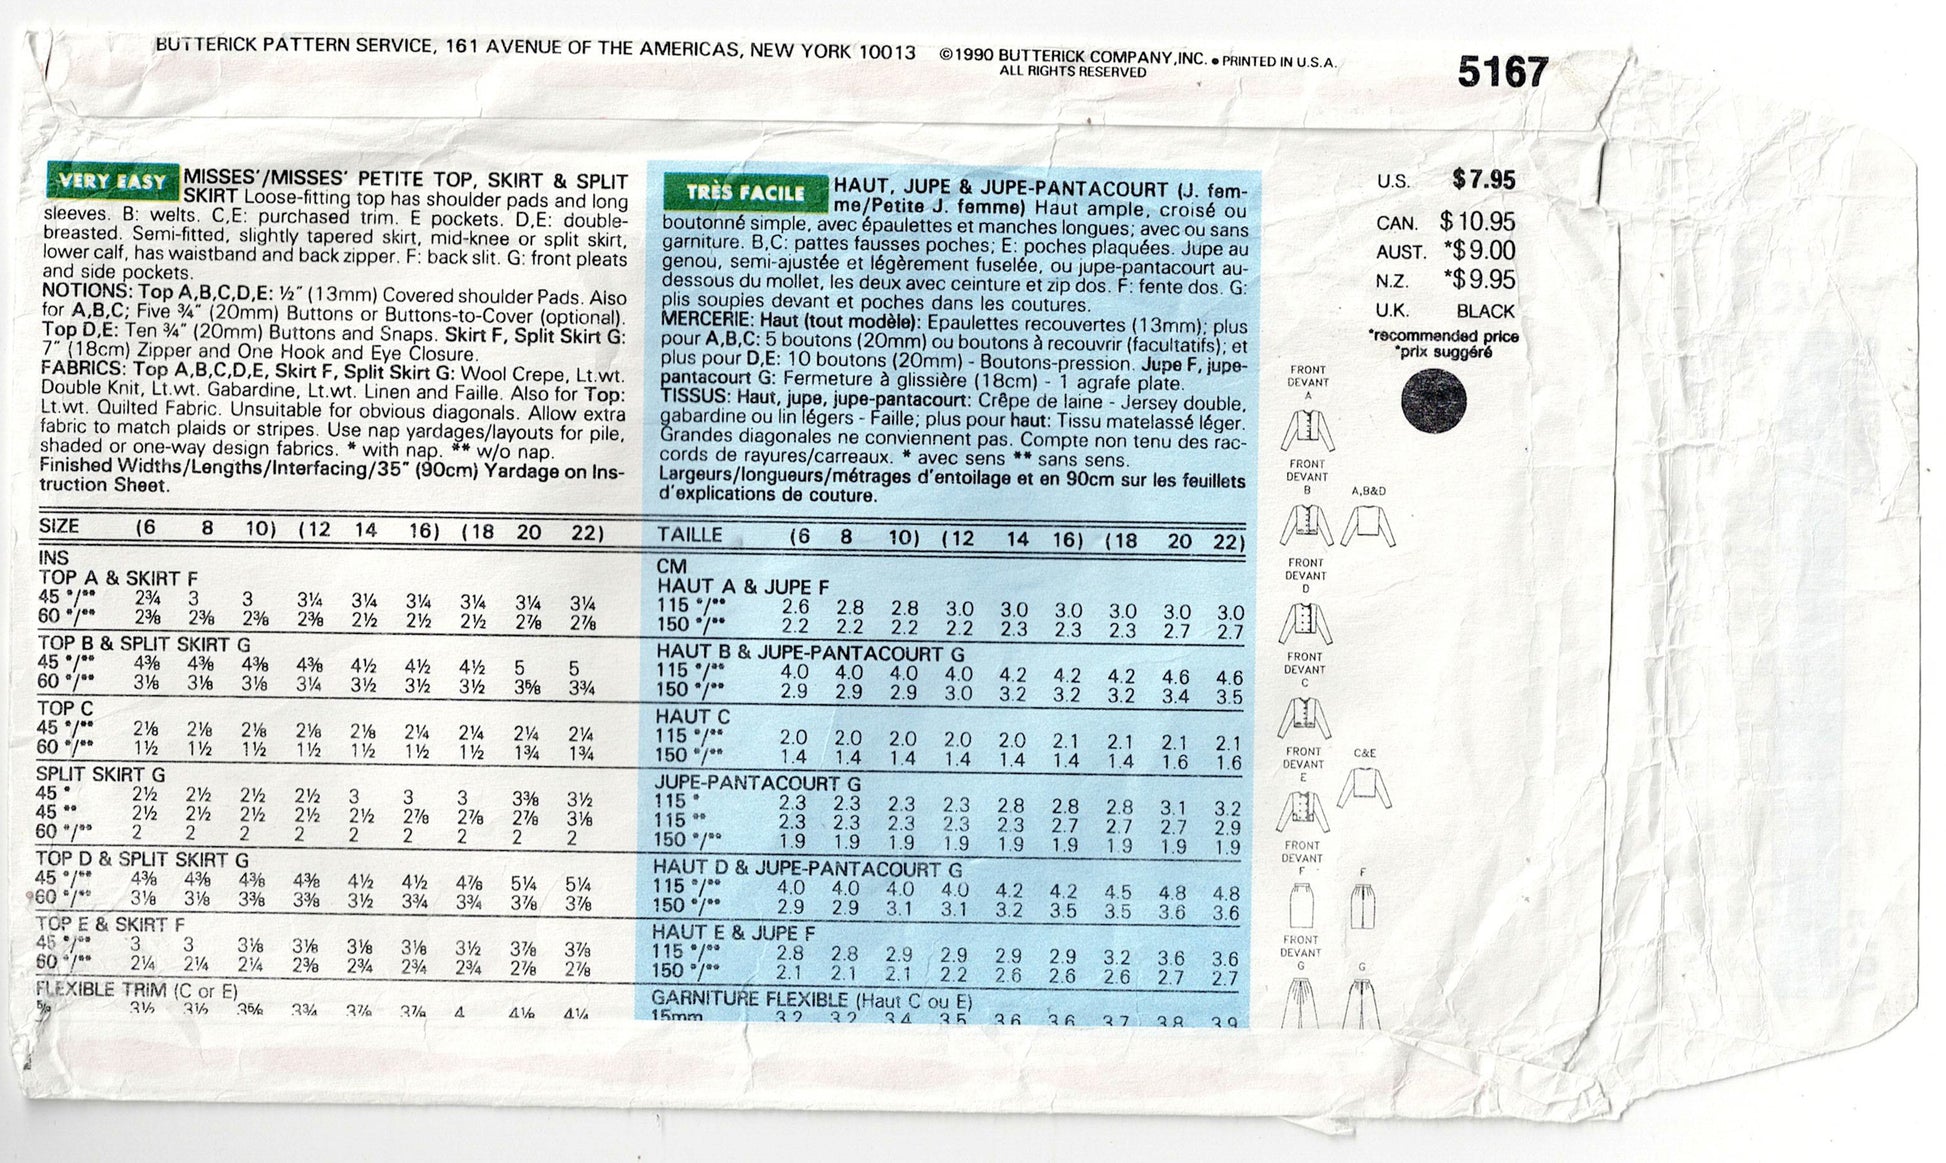 BUTTERICK PATTERN SERVICE, 161 AVENUE OF THE AMERICAS, NEW YORK 10013 ©1990 BUTTERICK COMPANY,INC. • PRINTED IN U.S.A.
ALL RIGHTS RESERVED
5167
VERY EASY MISSES'/MISSES' PETITE TOP, SKIRT & SPLIT
SKIRT Loose-fitting top has shoulder pads and long
sleeves. B: welts. C,E: purchased trim. E pockets. D,E: double-
breasted. Semi-fitted, slightly tapered skirt, mid-knee or split skirt,
lower calf, has waistband and back zipper. F: back slit. G: front pleats
and side pockets.
NOTIONS: Top A,B,C,D,E: ½" (13mm) Covered shoulder Pads. Also
for A,B,C; Five ¾" (20mm) Buttons or Buttons-to-Cover (optional).
Top D,E: Ten ¾" (20mm) Buttons and Snaps. Skirt F, Split Skirt G:
7" (18cm) Zipper and One Hook and Eye Closure.
FABRICS: Top A,B,C,D,E, Skirt F, Split Skirt G: Wool Crepe, Lt.wt.
Double Knit, Lt.wt. Gabardine, Lt.wt. Linen and Faille. Also for Top:
Lt.wt. Quilted Fabric. Unsuitable for obvious diagonals. Allow extra
fabric to match plaids or stripes. Use nap yardages/layouts for pile,
shaded or one-way design fabrics. * with nap. ** w/o nap.
Finished Widths/Lengths/Interfacing/35" (90cm) Yardage on Ins-
truction Sheet.
SIZE (6 8 10) (12 14 16) (18 20 22)
INS
TOP A & SKIRT F
45 */** 2¾ 3 3 3¼ 3¼ 3¼ 3¼ 3¼ 3¼
60 */** 2⅜ 2⅜ 2⅜ 2⅜ 2½ 2½ 2½ 2⅞ 2⅞
TOP B & SPLIT SKIRT G
45 */** 4⅜ 4⅜ 4⅜ 4⅜ 4½ 4½ 4½ 5 5
60 */** 3⅛ 3⅛ 3⅛ 3¼ 3½ 3½ 3½ 3⅝ 3¾
TOP C
45 */** 2⅛ 2⅛ 2⅛ 2⅛ 2⅛ 2¼ 2¼ 2¼ 2¼
60 */** 1½ 1½ 1½ 1½ 1½ 1½ 1½ 1¾ 1¾
SPLIT SKIRT G
45 * 2½ 2½ 2½ 2½ 3 3 3 3⅜ 3½
45 ** 2½ 2½ 2½ 2½ 2½ 2⅞ 2⅞ 2⅞ 3⅛
60 */** 2 2 2 2 2 2 2 2 2
TOP D & SPLIT SKIRT G
45 */** 4⅜ 4⅜ 4⅜ 4⅜ 4½ 4½ 4⅞ 5¼ 5¼
60 */** 3⅛ 3⅛ 3⅜ 3⅜ 3½ 3¾ 3¾ 3⅞ 3⅞
TOP E & SKIRT F
45 */** 3 3 3⅛ 3⅛ 3⅛ 3⅛ 3½ 3⅞ 3⅞
60 */** 2¼ 2¼ 2¼ 2⅜ 2¾ 2¾ 2¾ 2⅞ 2⅞
FLEXIBLE TRIM (C or E)
⅝ 3½ 3½ 3⅝ 3¾ 3⅞ 3⅞ 4 4⅛ 4¼
TRÈS FACILE HAUT, JUPE & JUPE-PANTACOURT (J. fem-
me/Petite J. femme) Haut ample, croisé ou
boutonné simple, avec épaulettes et manches longues; avec ou sans
garniture. B,C: pattes fausses poches; E: poches plaquées. Jupe au
genou, semi-ajustée et légèrement fuselée, ou jupe-pantacourt au-
dessous du mollet, les deux avec ceinture et zip dos. F: fente dos. G:
plis souples devant et poches dans les coutures.
MERCERIE: Haut (tout modèle): Epaulettes recouvertes (13mm); plus
pour A,B,C: 5 boutons (20mm) ou boutons à recouvrir (facultatifs); et
plus pour D,E: 10 boutons (20mm) - Boutons-pression. Jupe F, jupe-
pantacourt G: Fermeture à glissière (18cm) - 1 agrafe plate.
TISSUS: Haut, jupe, jupe-pantacourt: Crêpe de laine - Jersey double,
gabardine ou lin légers - Faille; plus pour haut: Tissu matelassé léger.
Grandes diagonales ne conviennent pas. Compte non tenu des rac-
cords de rayures/carreaux. * avec sens ** sans sens.
Largeurs/longueurs/métrages d'entoilage et en 90cm sur les feuillets
d'explications de couture.
TAILLE (6 8 10) (12 14 16) (18 20 22)
CM
HAUT A & JUPE F
115 */** 2.6 2.8 2.8 3.0 3.0 3.0 3.0 3.0 3.0
150 */** 2.2 2.2 2.2 2.2 2.3 2.3 2.3 2.7 2.7
HAUT B & JUPE-PANTACOURT G
115 */** 4.0 4.0 4.0 4.0 4.2 4.2 4.2 4.6 4.6
150 */** 2.9 2.9 2.9 3.0 3.2 3.2 3.2 3.4 3.5
HAUT C
115 */** 2.0 2.0 2.0 2.0 2.0 2.1 2.1 2.1 2.1
150 */** 1.4 1.4 1.4 1.4 1.4 1.4 1.4 1.6 1.6
JUPE-PANTACOURT G
115 * 2.3 2.3 2.3 2.3 2.8 2.8 2.8 3.1 3.2
115 ** 2.3 2.3 2.3 2.3 2.3 2.7 2.7 2.7 2.9
150 */** 1.9 1.9 1.9 1.9 1.9 1.9 1.9 1.9 1.9
HAUT D & JUPE-PANTACOURT G
115 */** 4.0 4.0 4.0 4.0 4.2 4.2 4.5 4.8 4.8
150 */** 2.9 2.9 3.1 3.1 3.2 3.5 3.5 3.6 3.6
HAUT E & JUPE F
115 */** 2.8 2.8 2.9 2.9 2.9 2.9 3.2 3.6 3.6
150 */** 2.1 2.1 2.1 2.2 2.6 2.6 2.6 2.7 2.7
GARNITURE FLEXIBLE (Haut C ou E)
15mm 3.2 3.2 3.4 3.5 3.6 3.6 3.7 3.8 3.9
U.S. $7.95
CAN. $10.95
AUST. *$9.00
N.Z. *$9.95
U.K. BLACK
*recommended price
*prix suggéré
FRONT
DEVANT
A
FRONT
DEVANT
B
A,B&D
FRONT
DEVANT
D
FRONT
DEVANT
C
FRONT
DEVANT
E
C&E
FRONT
DEVANT
F
F
FRONT
DEVANT
G
G